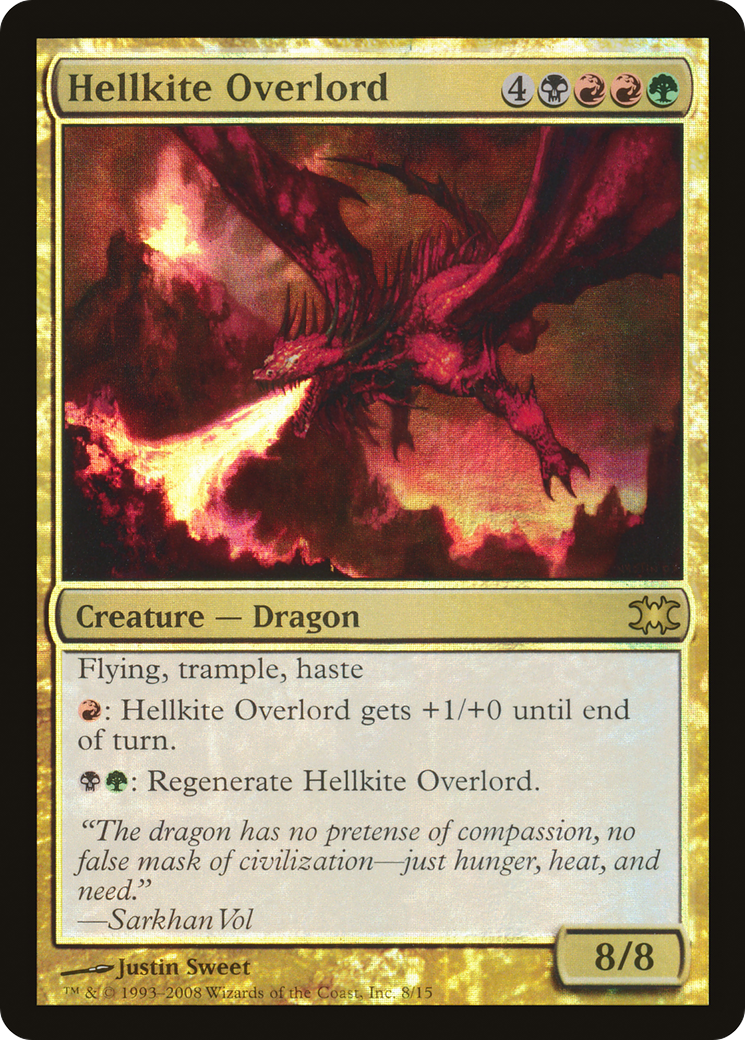 Hellkite Overlord 4
Creature — Dragon
Flying, trample, haste
: Hellkite Overlord gets +1/+0 until end
of turn.
: Regenerate Hellkite Overlord.
“The dragon has no pretense of compassion, no
false mask of civilization—just hunger, heat, and
need.”
—Sarkhan Vol
8/8
Justin Sweet
™ & © 1993–2008 Wizards of the Coast, Inc. 8/15